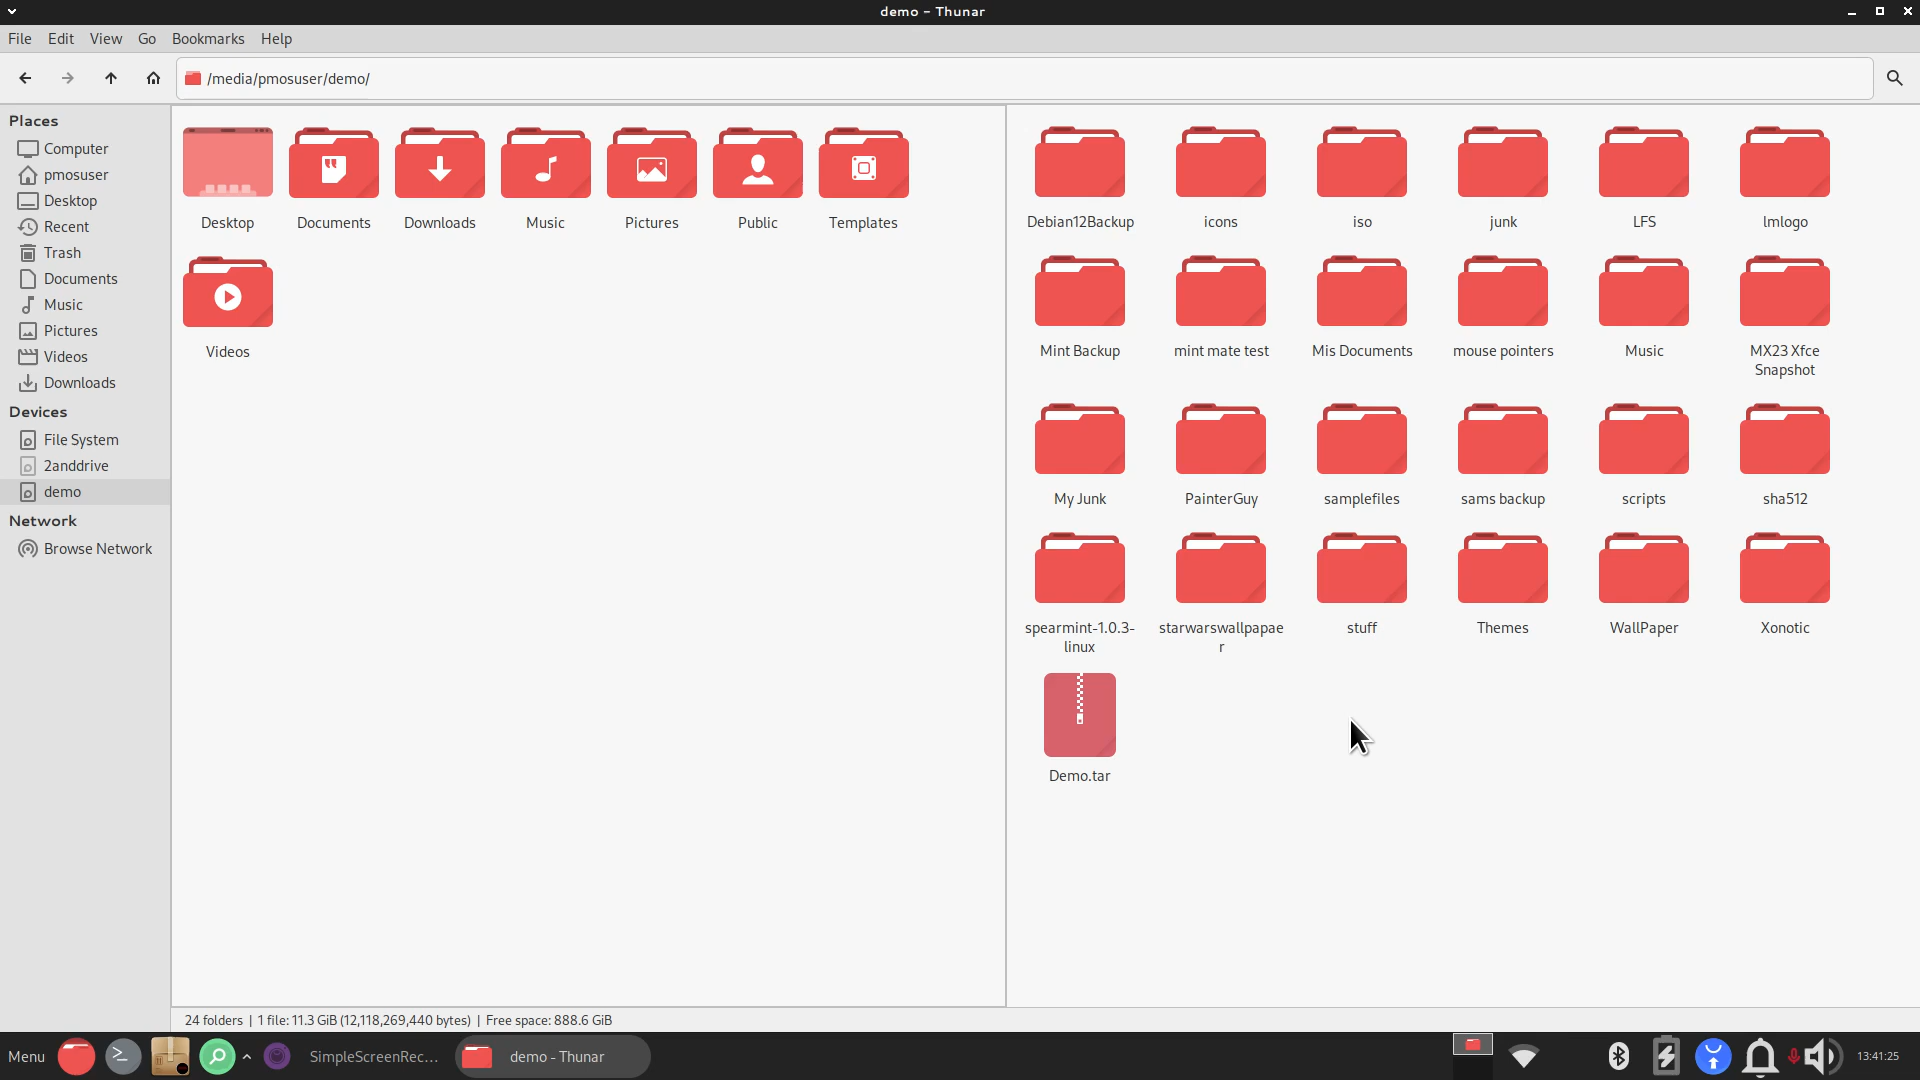 demo - Thunar
File Edit View Go Bookmarks Help
/media/pmosuser/demo/
Places
Computer
pmosuser
Desktop
Recent
Trash
Documents
Music
Pictures
Videos
Downloads
Devices
File System
2anddrive
demo
Network
Browse Network
Desktop Documents Downloads Music Pictures Public Templates
Videos
Debian12Backup icons iso junk LFS lmlogo
Mint Backup mint mate test Mis Documents mouse pointers Music MX23 Xfce
Snapshot
My Junk PainterGuy samplefiles sams backup scripts sha512
spearmint-1.0.3- starwarswallpapae stuff Themes WallPaper Xonotic
linux r
Demo.tar
24 folders | 1 file: 11.3 GiB (12,118,269,440 bytes) | Free space: 888.6 GiB
Menu SimpleScreenRec... demo - Thunar 13:41:25